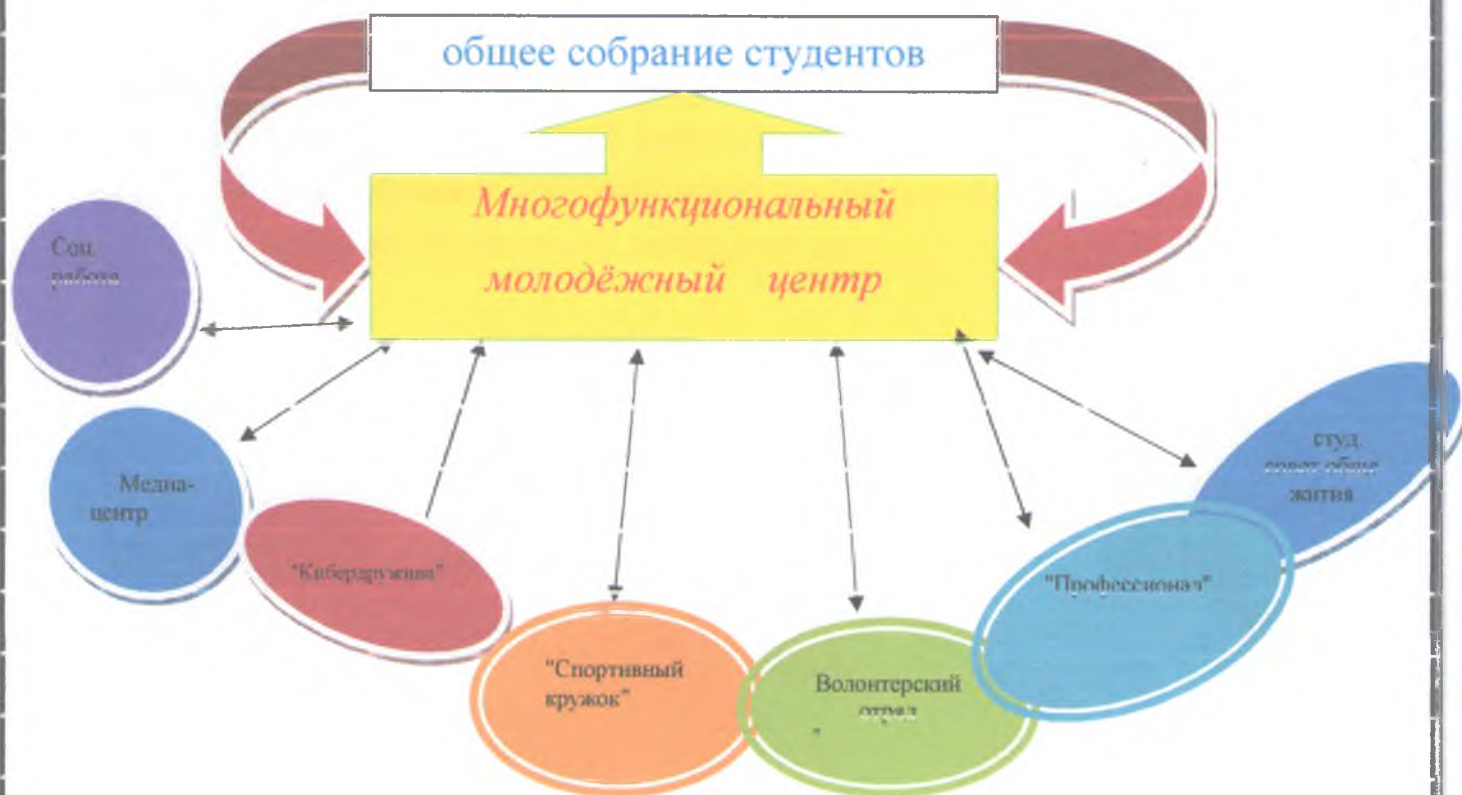 общее собрание студентов
Многофункциональный
молодёжный центр
Соц.
работа
Медиа-
центр
"Кибердружина"
"Спортивный
кружок"
Волонтерский
отряд
"
"Профессионал"
студ.
совет обще
жития